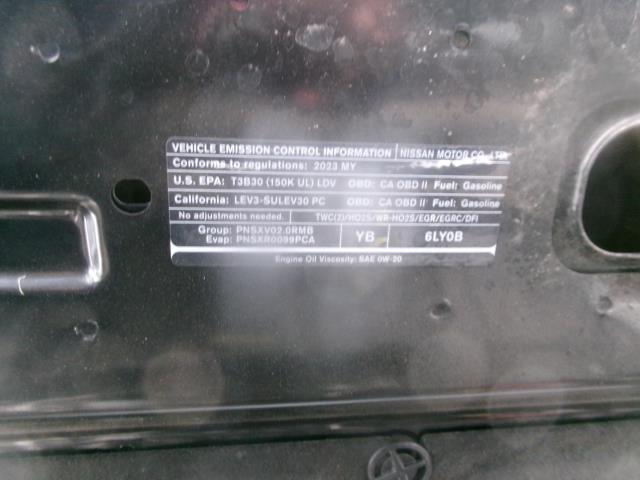 VEHICLE EMISSION CONTROL INFORMATION NISSAN MOTOR CO., LTD.
Conforms to regulations: 2023 MY
U.S. EPA: T3B30 (150K UL) LDV OBD: CA OBD II Fuel: Gasoline
California: LEV3-SULEV30 PC OBD: CA OBD II Fuel: Gasoline
No adjustments needed. TWC(2)/HO2S/WR-HO2S/EGR/EGRC/DFI
Group: PNSXV02.0RMB YB 6LY0B
Evap: PNSXR0099PCA
Engine Oil Viscosity: SAE 0W-20